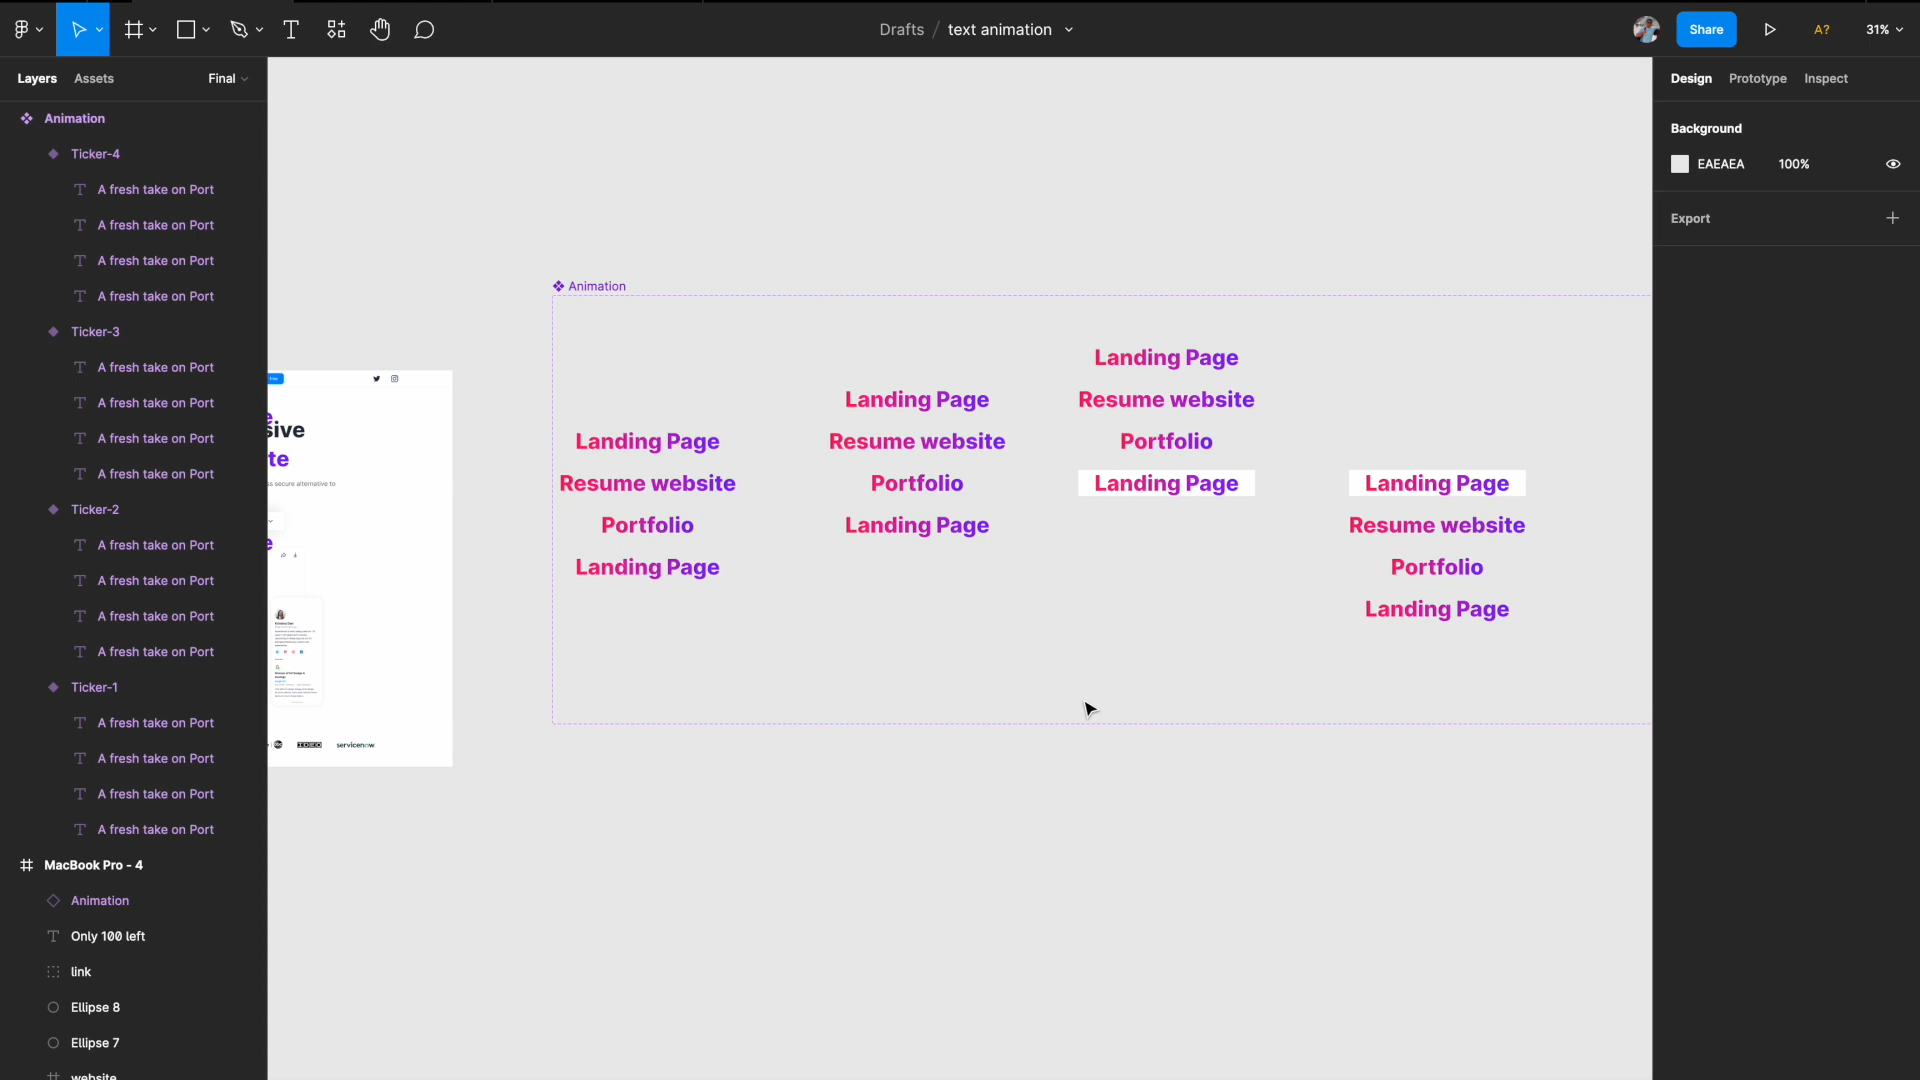 Drafts / text animation
Share
A?
31%
Layers
Assets
Final
Design
Prototype
Inspect
Animation
Ticker-4
A fresh take on Port
A fresh take on Port
A fresh take on Port
A fresh take on Port
Ticker-3
A fresh take on Port
A fresh take on Port
A fresh take on Port
A fresh take on Port
Ticker-2
A fresh take on Port
A fresh take on Port
A fresh take on Port
A fresh take on Port
Ticker-1
A fresh take on Port
A fresh take on Port
A fresh take on Port
A fresh take on Port
MacBook Pro - 4
Animation
Only 100 left
link
Ellipse 8
Ellipse 7
website
sive
te
ss secure alternative to
servicenow
Animation
Landing Page
Resume website
Portfolio
Landing Page
Landing Page
Resume website
Portfolio
Landing Page
Landing Page
Resume website
Portfolio
Landing Page
Landing Page
Resume website
Portfolio
Landing Page
Background
EAEAEA
100%
Export